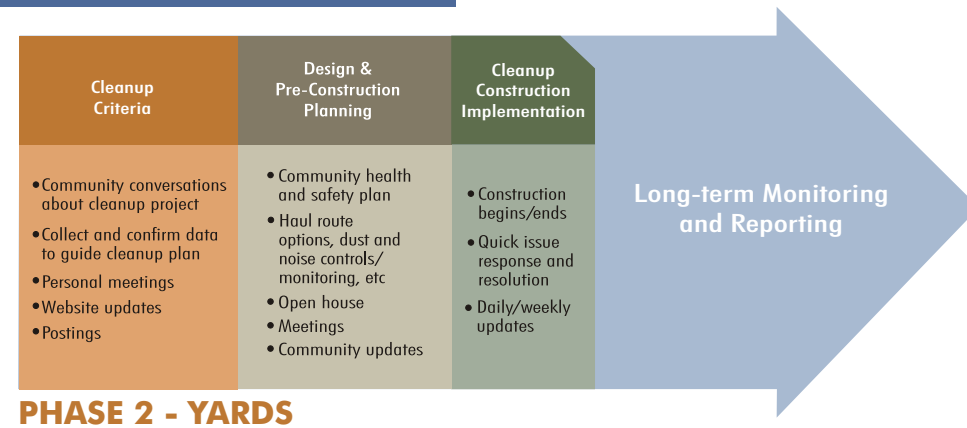 Cleanup
Criteria
• Community conversations
about cleanup project
• Collect and confirm data
to guide cleanup plan
• Personal meetings
• Website updates
• Postings
Design &
Pre-Construction
Planning
• Community health
and safety plan
• Haul route
options, dust and
noise controls/
monitoring, etc
• Open house
• Meetings
• Community updates
Cleanup
Construction
Implementation
• Construction
begins/ends
• Quick issue
response and
resolution
• Daily/weekly
updates
Long-term Monitoring
and Reporting
PHASE 2 - YARDS